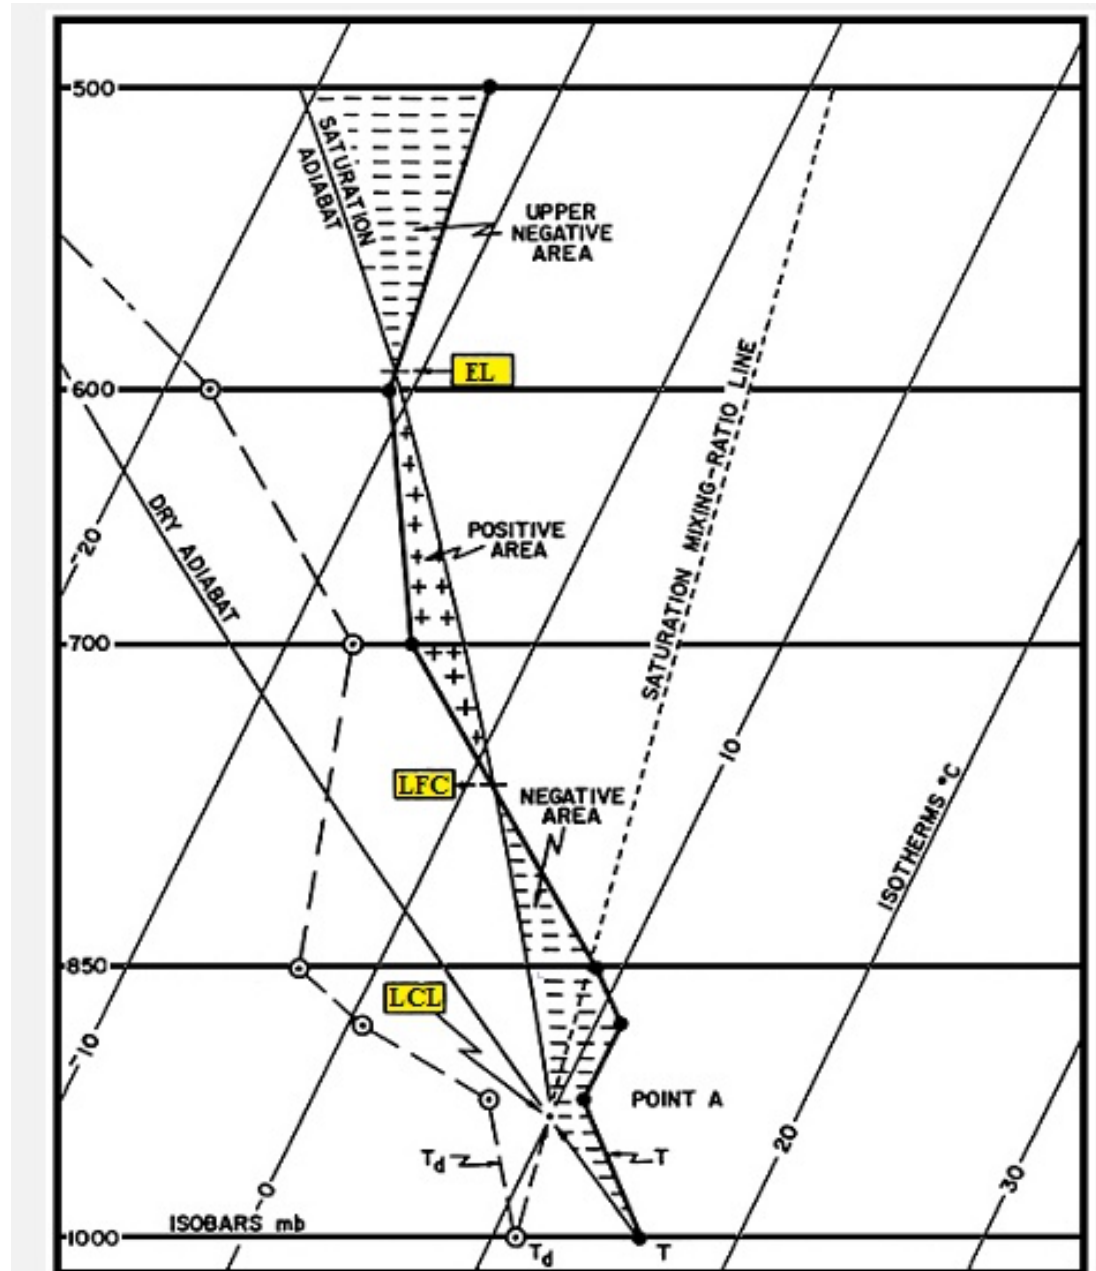 500
SATURATION
ADIABAT
UPPER
NEGATIVE
AREA
EL
600
SATURATION MIXING-RATIO LINE
DRY ADIABAT
POSITIVE
AREA
-20
700
10
LFC
NEGATIVE
AREA
ISOTHERMS °C
850
LCL
-10
POINT A
Td
T
20
30
0
ISOBARS mb
1000
Td
T